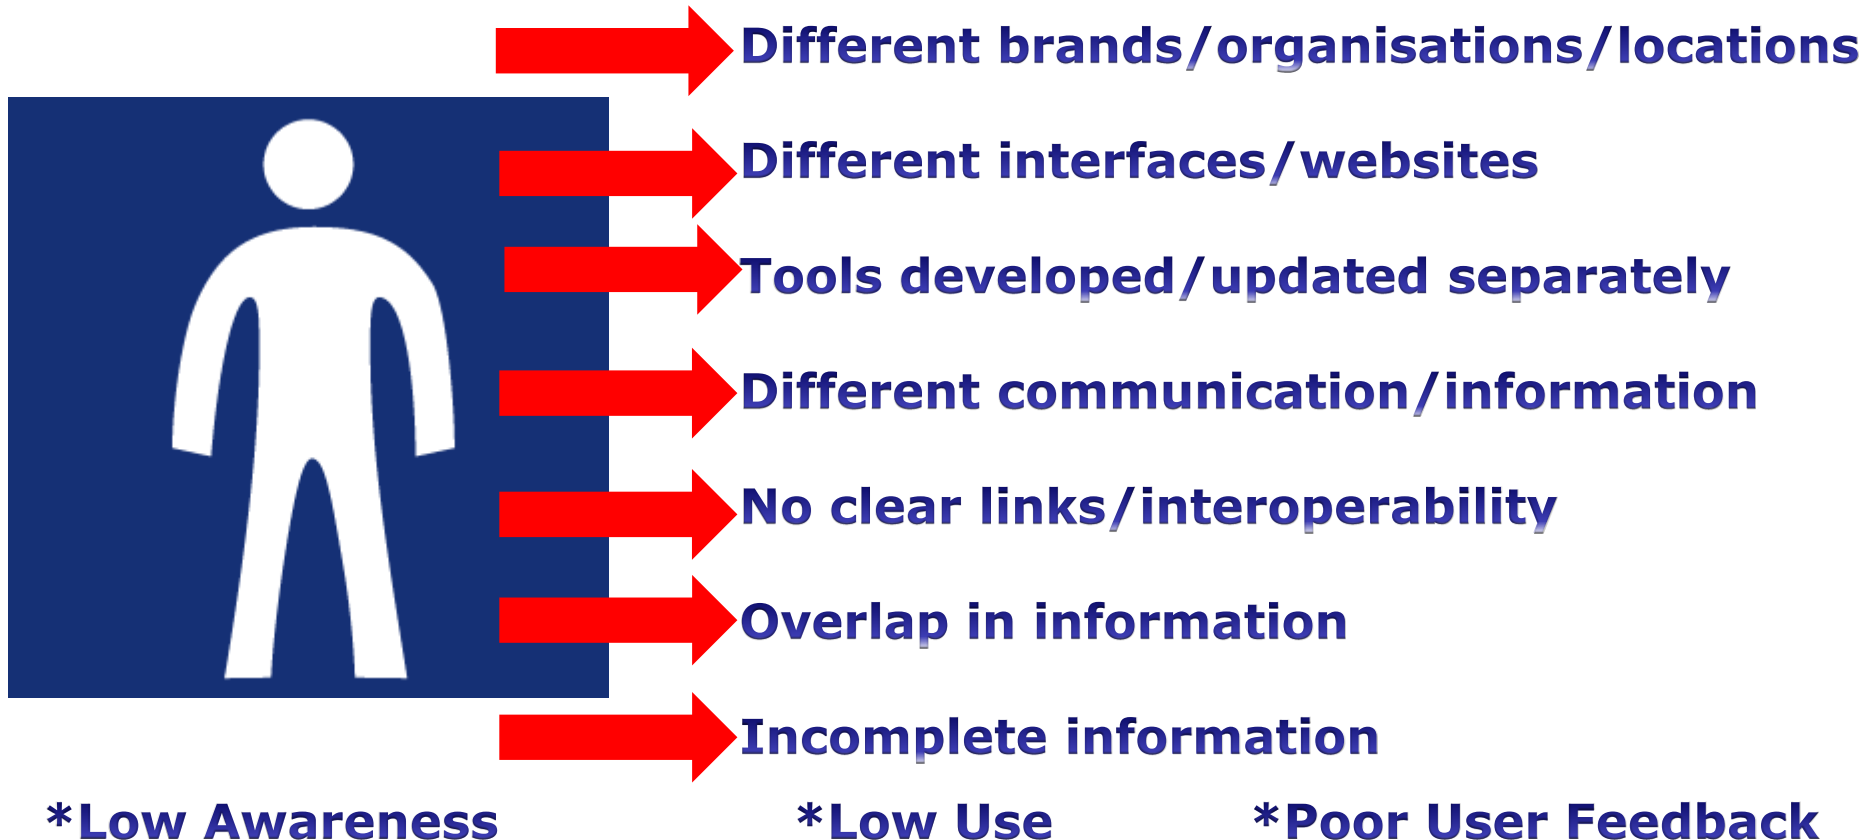 Different brands/organisations/locations
Different interfaces/websites
Tools developed/updated separately
Different communication/information
No clear links/interoperability
Overlap in information
Incomplete information
*Low Awareness *Low Use *Poor User Feedback